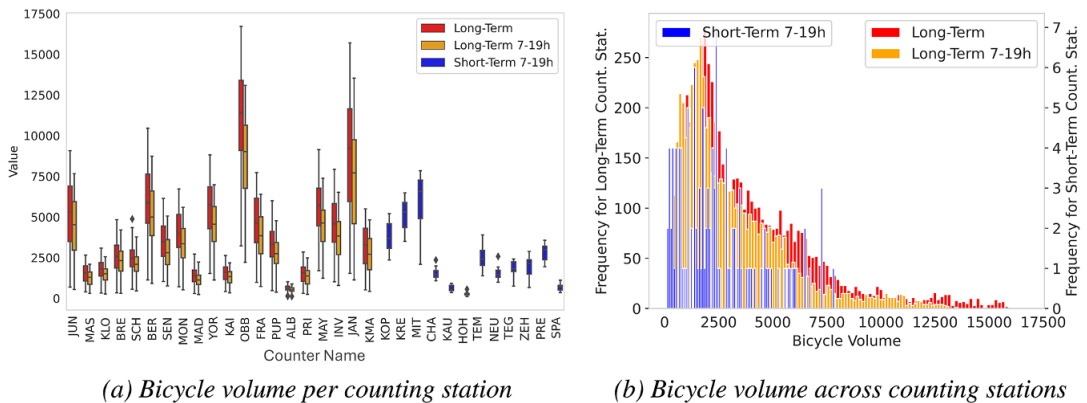 17500
15000
12500
10000
7500
5000
2500
0
Value
Long-Term
Long-Term 7-19h
Short-Term 7-19h
JUN MAS KLO BRE SCH BER SEN MON MAD YOR KAI OBB FRA PUP ALB PRI MAY INV JAN KMA KOP KRE MIT CHA KAU HOH TEM NEU TEG ZEH PRE SPA
Counter Name
(a) Bicycle volume per counting station
Frequency for Long-Term Count. Stat.
250
200
150
100
50
0
Short-Term 7-19h
Long-Term
Long-Term 7-19h
7
6
5
4
3
2
1
0
Frequency for Short-Term Count. Stat.
0 2500 5000 7500 10000 12500 15000 17500
Bicycle Volume
(b) Bicycle volume across counting stations